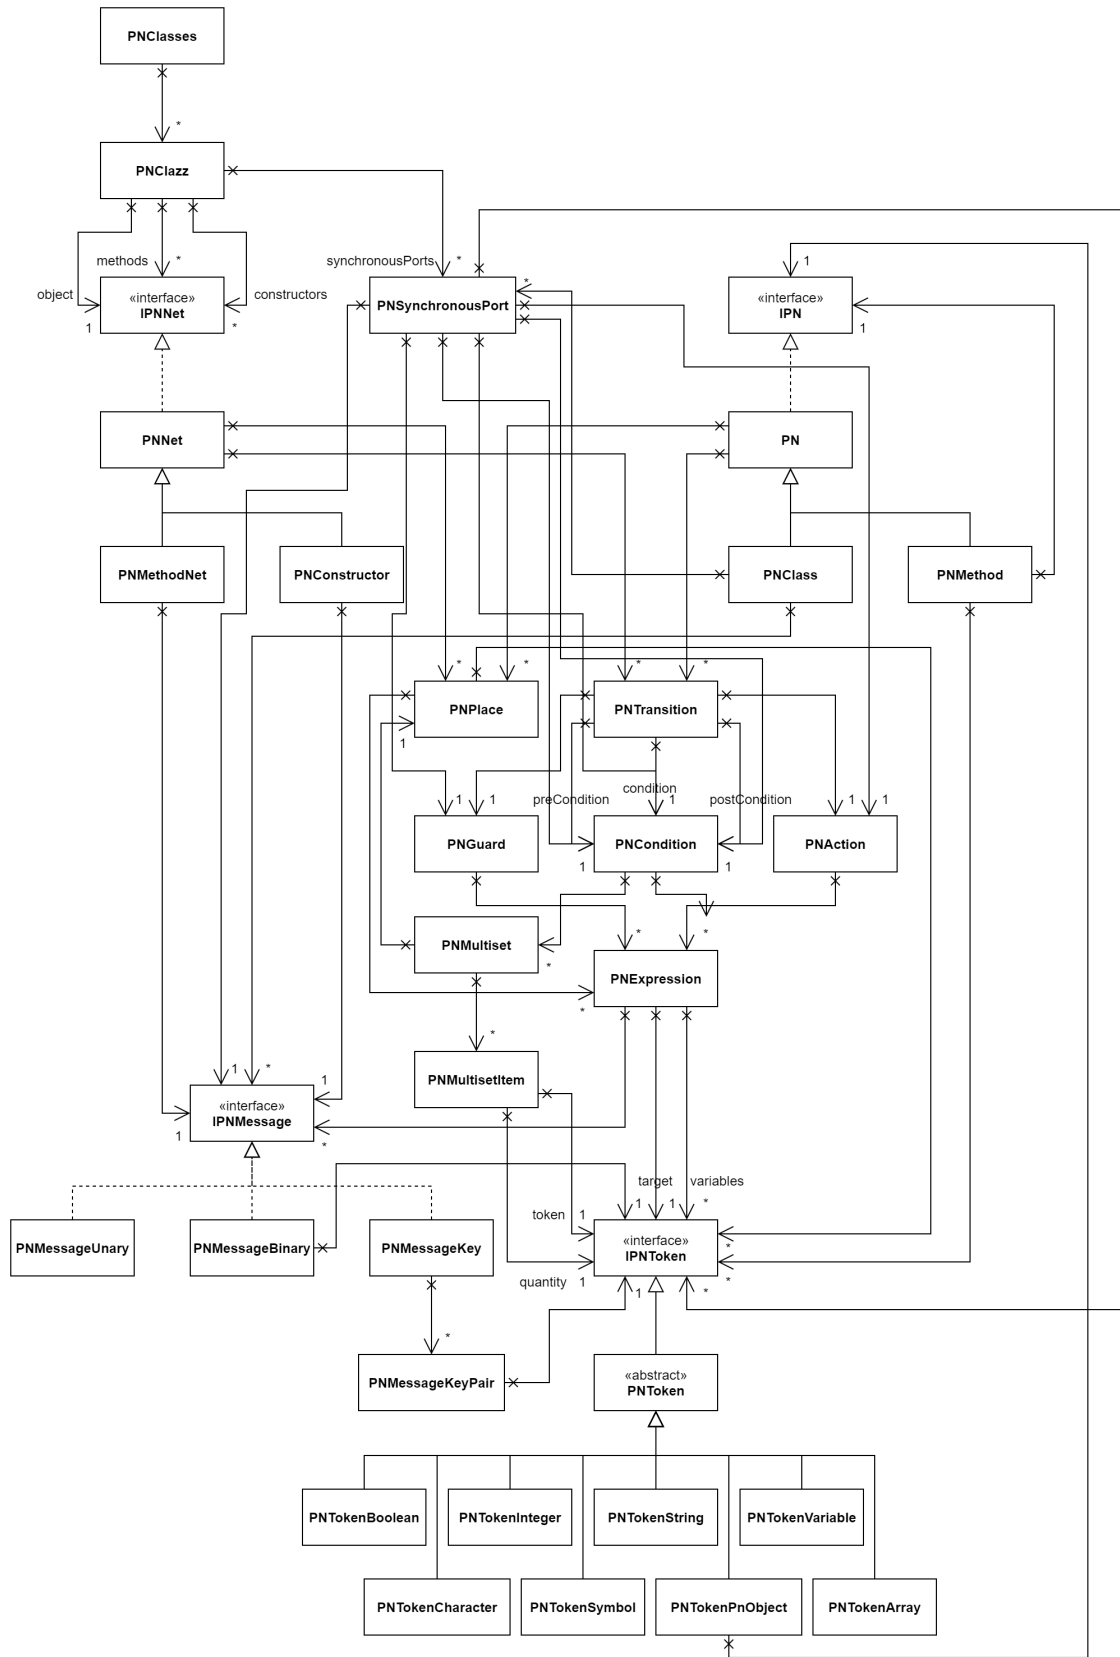 PNClasses
*
PNClazz
methods
*
synchronousPorts
*
*
1
object
«interface»
IPNNet
constructors
1
*
PNSynchronousPort
«interface»
IPN
1
PNNet
PN
PNMethodNet
PNConstructor
PNClass
PNMethod
*
*
*
*
PNPlace
1
PNTransition
condition
preCondition
postCondition
1
1
1
1
1
PNGuard
PNCondition
PNAction
1
1
*
*
PNMultiset
*
PNExpression
*
*
PNMultisetItem
1
*
1
«interface»
IPNMessage
1
*
target
variables
token
1
1
1
*
PNMessageUnary
PNMessageBinary
PNMessageKey
«interface»
IPNToken
*
*
quantity
1
1
*
*
PNMessageKeyPair
«abstract»
PNToken
PNTokenBoolean
PNTokenInteger
PNTokenString
PNTokenVariable
PNTokenCharacter
PNTokenSymbol
PNTokenPnObject
PNTokenArray